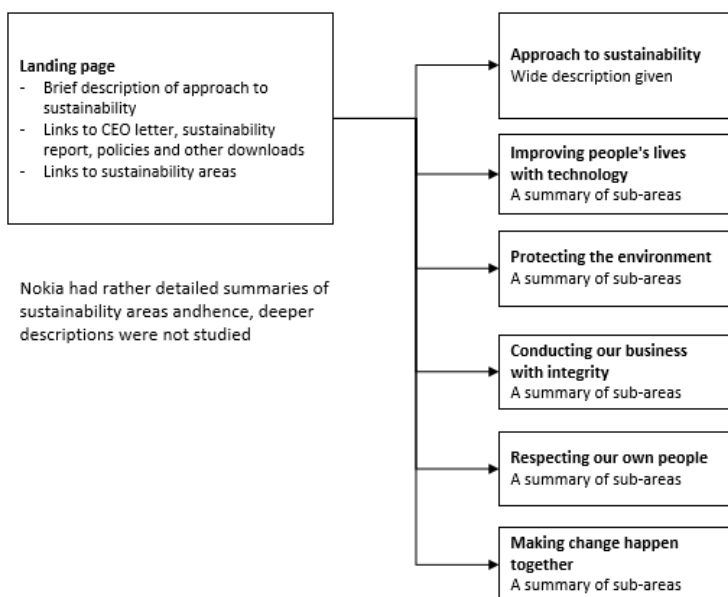 Landing page
- Brief description of approach to
sustainability
- Links to CEO letter, sustainability
report, policies and other downloads
- Links to sustainability areas
Nokia had rather detailed summaries of
sustainability areas andhence, deeper
descriptions were not studied
Approach to sustainability
Wide description given
Improving people's lives
with technology
A summary of sub-areas
Protecting the environment
A summary of sub-areas
Conducting our business
with integrity
A summary of sub-areas
Respecting our own people
A summary of sub-areas
Making change happen
together
A summary of sub-areas